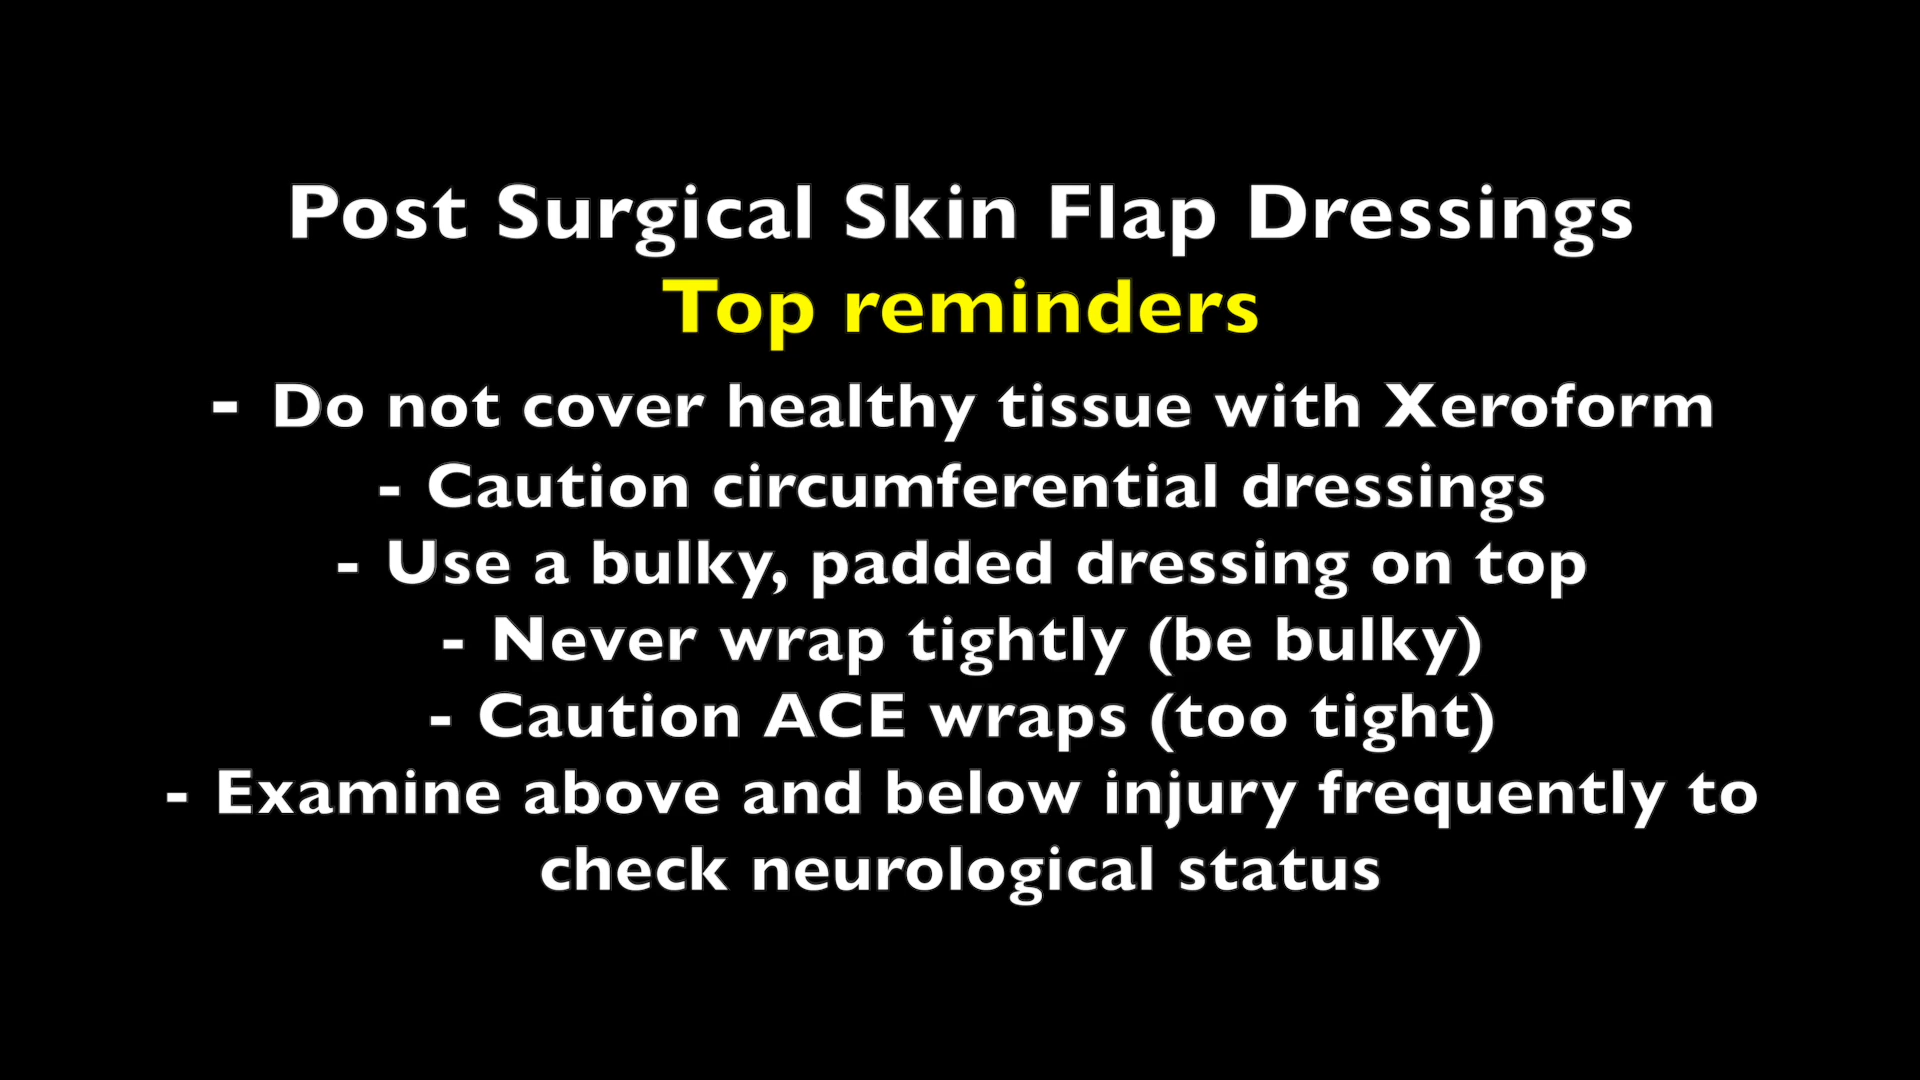 Post Surgical Skin Flap Dressings
Top reminders
- Do not cover healthy tissue with Xeroform
- Caution circumferential dressings
- Use a bulky, padded dressing on top
- Never wrap tightly (be bulky)
- Caution ACE wraps (too tight)
- Examine above and below injury frequently to
check neurological status